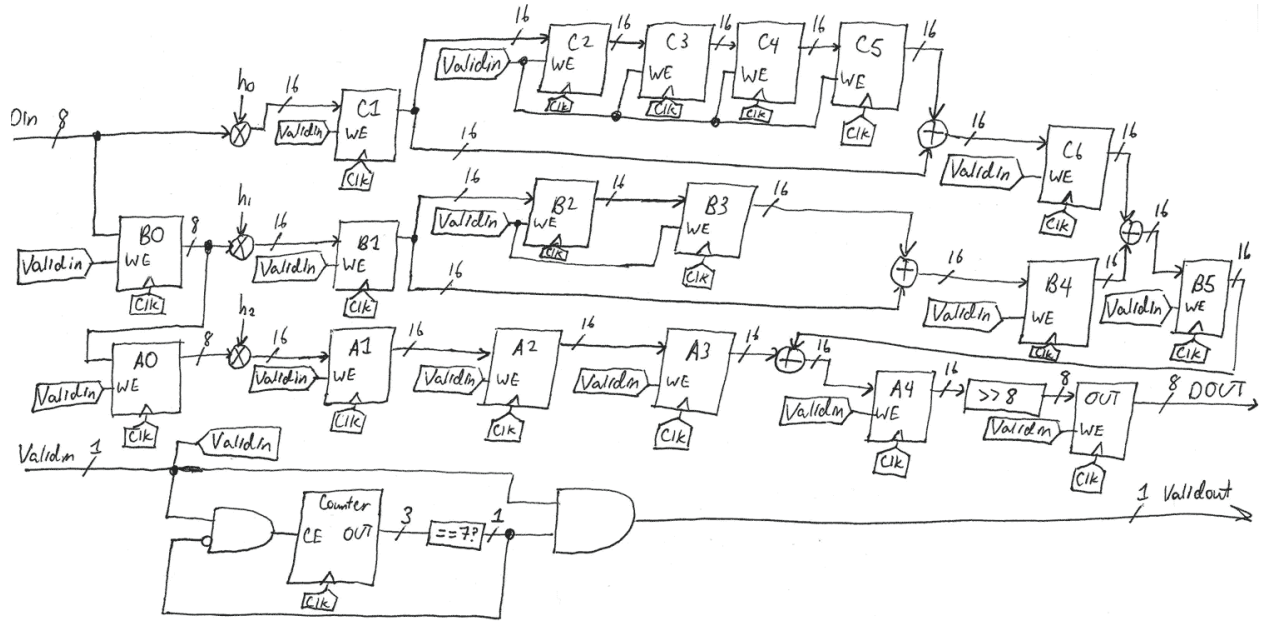 16 16 16 16 16
C2 C3 C4 C5
Validin WE WE WE WE
Clk Clk Clk Clk
h0 16 C1 16 16 16
DIn 8 Validin WE C6
Clk 16 Validin WE
Clk
h1 16 16 16 16
B2 B3
8 16 Validin WE WE
B0 B1 Clk Clk
Validin WE Validin WE 16 16 16 16
Clk Clk B4 B5
h2 Validin WE Validin WE
8 16 16 16 16 16 Clk Clk
A0 A1 A2 A3 16 8 8 DOUT
Validin WE Validin WE Validin WE Validin WE A4 >>8 OUT
Clk Clk Clk Clk Validin WE Validin WE
Clk Clk
Validin 1 Validin
Counter 1 Validout
CE OUT 3 ==7? 1
Clk